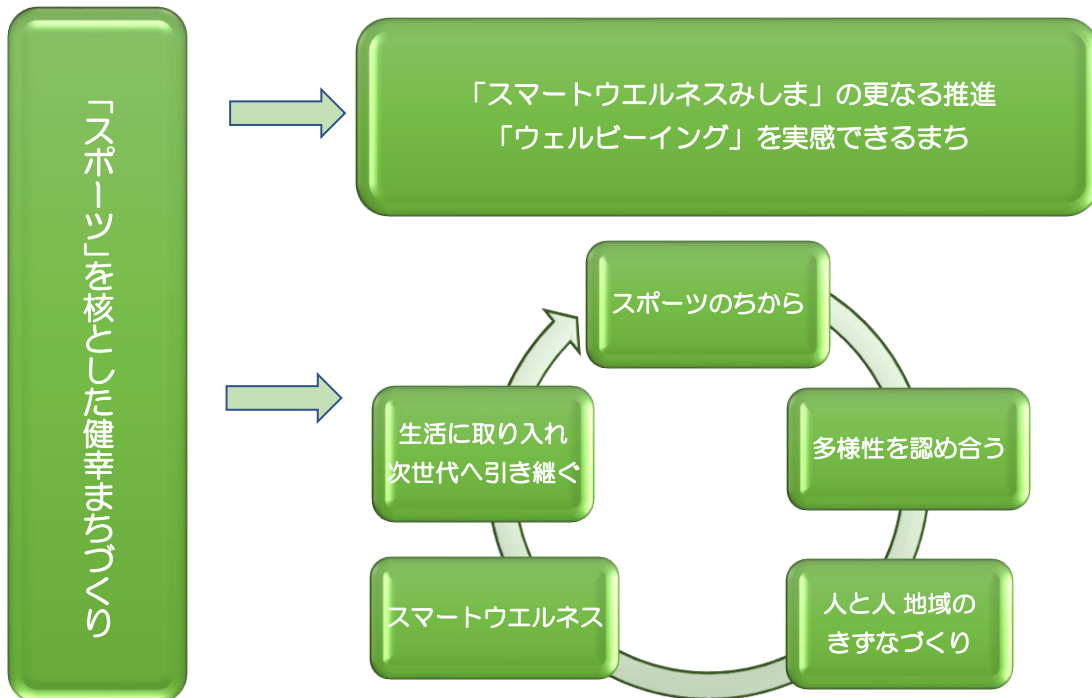 「スポーツ」を核とした健幸まちづくり
「スマートウエルネスみしま」の更なる推進
「ウェルビーイング」を実感できるまち
スポーツのちから
多様性を認め合う
人と人 地域の
きずなづくり
スマートウエルネス
生活に取り入れ
次世代へ引き継ぐ